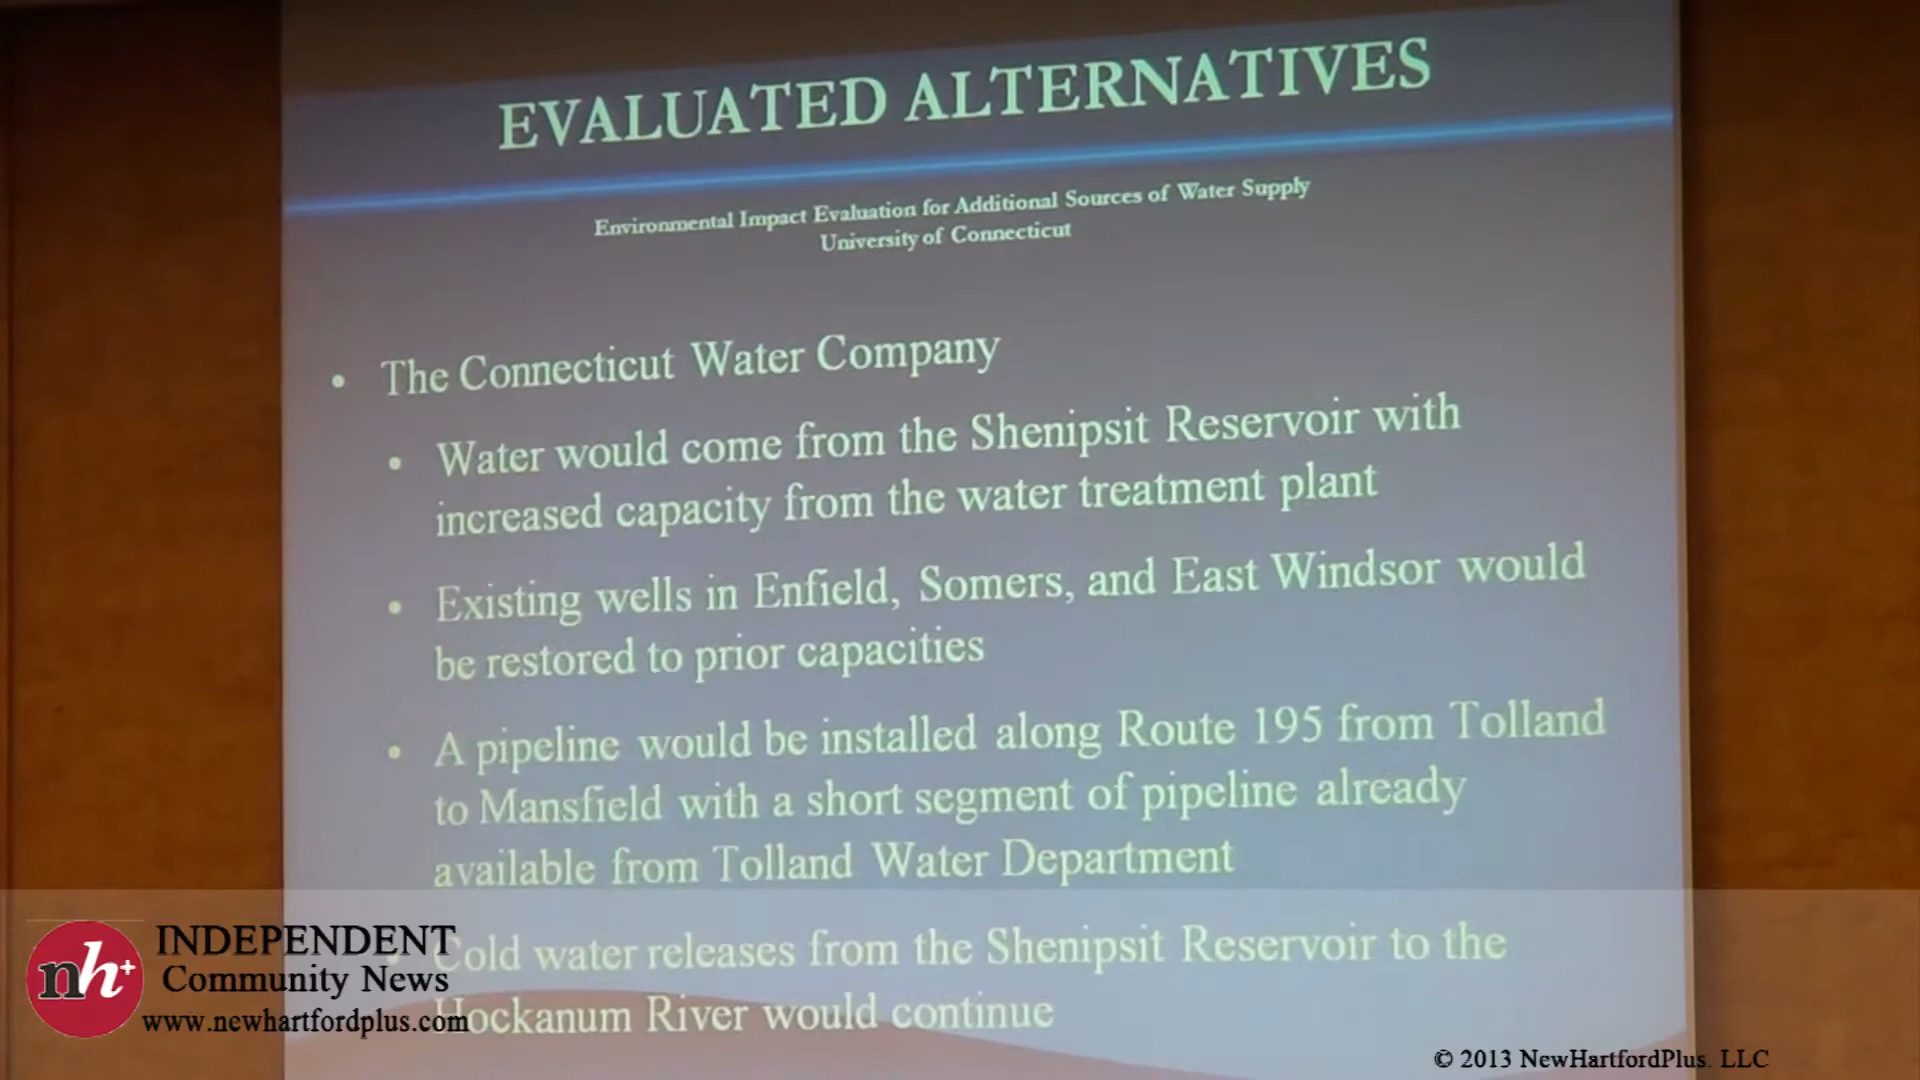 EVALUATED ALTERNATIVES
Environmental Impact Evaluation for Additional Sources of Water Supply
University of Connecticut
• The Connecticut Water Company
• Water would come from the Shenipsit Reservoir with
increased capacity from the water treatment plant
• Existing wells in Enfield, Somers, and East Windsor would
be restored to prior capacities
• A pipeline would be installed along Route 195 from Tolland
to Mansfield with a short segment of pipeline already
available from Tolland Water Department
Cold water releases from the Shenipsit Reservoir to the
Hockanum River would continue
nh+
INDEPENDENT
Community News
www.newhartfordplus.com
© 2013 NewHartfordPlus. LLC